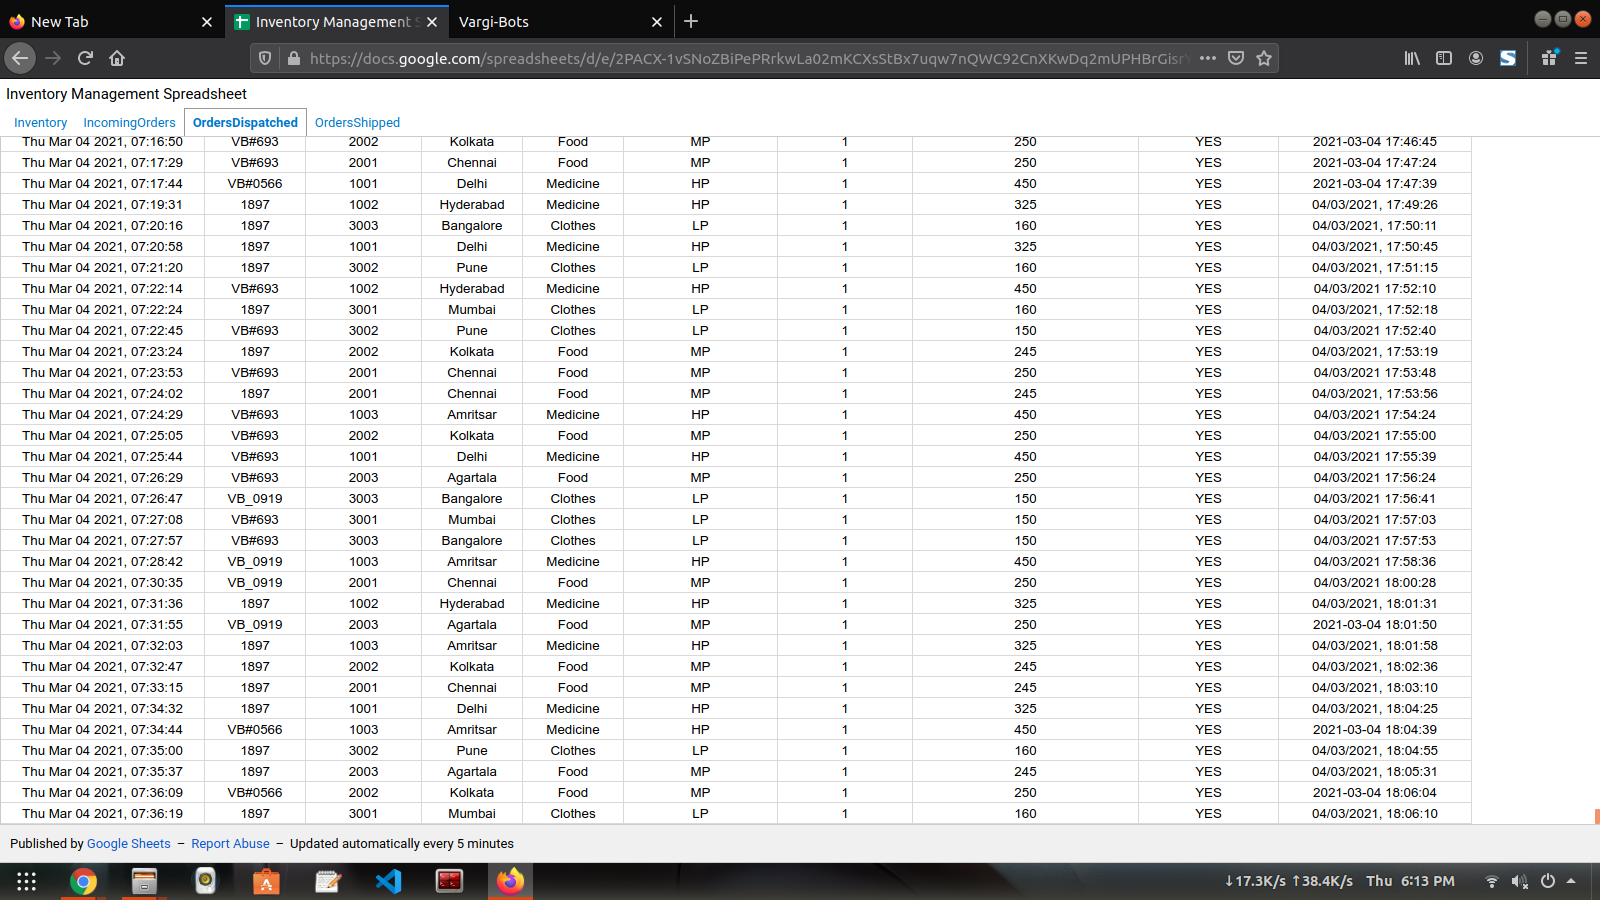 New Tab
Inventory Management S
Vargi-Bots
https://docs.google.com/spreadsheets/d/e/2PACX-1vSNoZBiPePRrkwLa02mKCXsStBx7uqw7nQWC92CnXKwDq2mUPHBrGisr
Inventory Management Spreadsheet
Inventory IncomingOrders OrdersDispatched OrdersShipped
Thu Mar 04 2021, 07:16:50 VB#693 2002 Kolkata Food MP 1 250 YES 2021-03-04 17:46:45
Thu Mar 04 2021, 07:17:29 VB#693 2001 Chennai Food MP 1 250 YES 2021-03-04 17:47:24
Thu Mar 04 2021, 07:17:44 VB#0566 1001 Delhi Medicine HP 1 450 YES 2021-03-04 17:47:39
Thu Mar 04 2021, 07:19:31 1897 1002 Hyderabad Medicine HP 1 325 YES 04/03/2021, 17:49:26
Thu Mar 04 2021, 07:20:16 1897 3003 Bangalore Clothes LP 1 160 YES 04/03/2021, 17:50:11
Thu Mar 04 2021, 07:20:58 1897 1001 Delhi Medicine HP 1 325 YES 04/03/2021, 17:50:45
Thu Mar 04 2021, 07:21:20 1897 3002 Pune Clothes LP 1 160 YES 04/03/2021, 17:51:15
Thu Mar 04 2021, 07:22:14 VB#693 1002 Hyderabad Medicine HP 1 450 YES 04/03/2021 17:52:10
Thu Mar 04 2021, 07:22:24 1897 3001 Mumbai Clothes LP 1 160 YES 04/03/2021, 17:52:18
Thu Mar 04 2021, 07:22:45 VB#693 3002 Pune Clothes LP 1 150 YES 04/03/2021 17:52:40
Thu Mar 04 2021, 07:23:24 1897 2002 Kolkata Food MP 1 245 YES 04/03/2021, 17:53:19
Thu Mar 04 2021, 07:23:53 VB#693 2001 Chennai Food MP 1 250 YES 04/03/2021 17:53:48
Thu Mar 04 2021, 07:24:02 1897 2001 Chennai Food MP 1 245 YES 04/03/2021, 17:53:56
Thu Mar 04 2021, 07:24:29 VB#693 1003 Amritsar Medicine HP 1 450 YES 04/03/2021 17:54:24
Thu Mar 04 2021, 07:25:05 VB#693 2002 Kolkata Food MP 1 250 YES 04/03/2021 17:55:00
Thu Mar 04 2021, 07:25:44 VB#693 1001 Delhi Medicine HP 1 450 YES 04/03/2021 17:55:39
Thu Mar 04 2021, 07:26:29 VB#693 2003 Agartala Food MP 1 250 YES 04/03/2021 17:56:24
Thu Mar 04 2021, 07:26:47 VB_0919 3003 Bangalore Clothes LP 1 150 YES 04/03/2021 17:56:41
Thu Mar 04 2021, 07:27:08 VB#693 3001 Mumbai Clothes LP 1 150 YES 04/03/2021 17:57:03
Thu Mar 04 2021, 07:27:57 VB#693 3003 Bangalore Clothes LP 1 150 YES 04/03/2021 17:57:53
Thu Mar 04 2021, 07:28:42 VB_0919 1003 Amritsar Medicine HP 1 450 YES 04/03/2021 17:58:36
Thu Mar 04 2021, 07:30:35 VB_0919 2001 Chennai Food MP 1 250 YES 04/03/2021 18:00:28
Thu Mar 04 2021, 07:31:36 1897 1002 Hyderabad Medicine HP 1 325 YES 04/03/2021, 18:01:31
Thu Mar 04 2021, 07:31:55 VB_0919 2003 Agartala Food MP 1 250 YES 2021-03-04 18:01:50
Thu Mar 04 2021, 07:32:03 1897 1003 Amritsar Medicine HP 1 325 YES 04/03/2021, 18:01:58
Thu Mar 04 2021, 07:32:47 1897 2002 Kolkata Food MP 1 245 YES 04/03/2021, 18:02:36
Thu Mar 04 2021, 07:33:15 1897 2001 Chennai Food MP 1 245 YES 04/03/2021, 18:03:10
Thu Mar 04 2021, 07:34:32 1897 1001 Delhi Medicine HP 1 325 YES 04/03/2021, 18:04:25
Thu Mar 04 2021, 07:34:44 VB#0566 1003 Amritsar Medicine HP 1 450 YES 2021-03-04 18:04:39
Thu Mar 04 2021, 07:35:00 1897 3002 Pune Clothes LP 1 160 YES 04/03/2021, 18:04:55
Thu Mar 04 2021, 07:35:37 1897 2003 Agartala Food MP 1 245 YES 04/03/2021, 18:05:31
Thu Mar 04 2021, 07:36:09 VB#0566 2002 Kolkata Food MP 1 250 YES 2021-03-04 18:06:04
Thu Mar 04 2021, 07:36:19 1897 3001 Mumbai Clothes LP 1 160 YES 04/03/2021, 18:06:10
Published by Google Sheets – Report Abuse – Updated automatically every 5 minutes
↓17.3K/s ↑38.4K/s Thu 6:13 PM